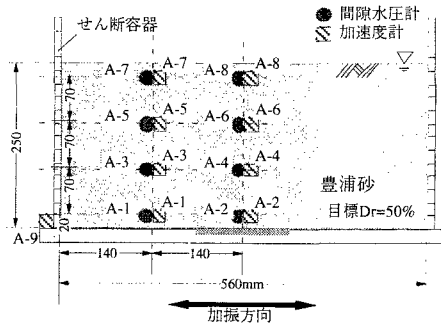 せん断容器
間隙水圧計
加速度計
A-7 A-7 A-8 A-8
A-5 A-5 A-6 A-6
A-3 A-3 A-4 A-4
A-1 A-1 A-2 A-2
A-9
250
70
70
70
20
豊浦砂
目標Dr=50%
140 140
560mm
加振方向